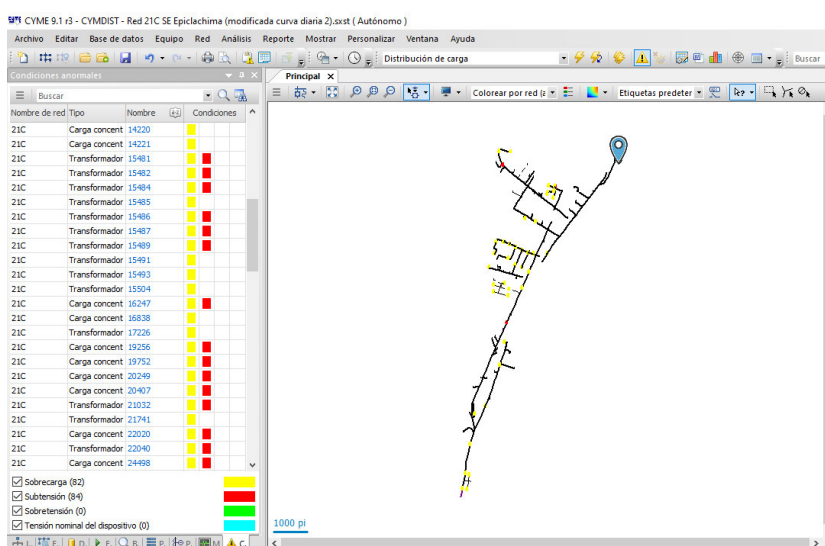 CYME 9.1 r3 - CYMDIST - Red 21C SE Epiclachima (modificada curva diaria 2).sxst ( Autónomo )
Archivo Editar Base de datos Equipo Red Análisis Reporte Mostrar Personalizar Ventana Ayuda
Distribución de carga Buscar
Condiciones anormales
Principal X
Buscar
Colorear por red (a Etiquetas predeter
Nombre de red Tipo Nombre Condiciones
21C Carga concent 14220
21C Carga concent 14221
21C Transformador 15481
21C Transformador 15482
21C Transformador 15484
21C Transformador 15485
21C Transformador 15486
21C Transformador 15487
21C Transformador 15489
21C Transformador 15491
21C Transformador 15493
21C Transformador 15504
21C Carga concent 16247
21C Carga concent 16838
21C Transformador 17226
21C Carga concent 19256
21C Carga concent 19752
21C Carga concent 20249
21C Carga concent 20407
21C Transformador 21032
21C Transformador 21741
21C Carga concent 22020
21C Transformador 22040
21C Carga concent 24498
Sobrecarga (82)
Subtensión (84)
Sobretensión (0)
Tensión nominal del dispositivo (0)
1000 pi